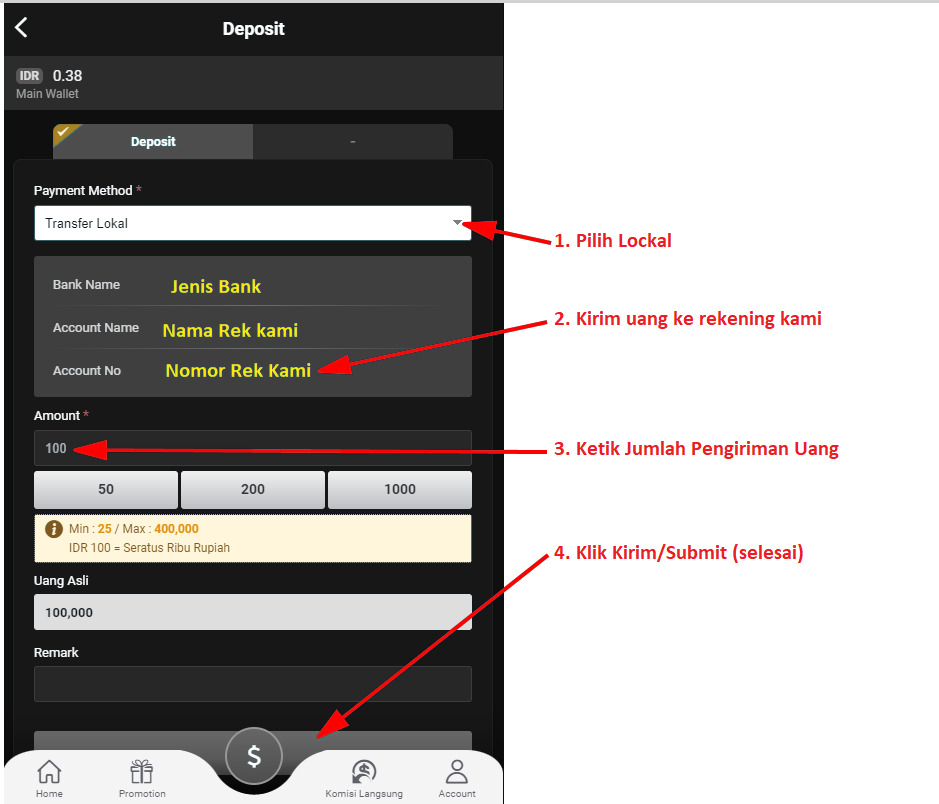 Deposit
IDR 0.38
Main Wallet
Deposit -
Payment Method *
Transfer Lokal
1. Pilih Lockal
Bank Name Jenis Bank
Account Name Nama Rek kami
2. Kirim uang ke rekening kami
Account No Nomor Rek Kami
Amount *
100
3. Ketik Jumlah Pengiriman Uang
50 200 1000
i Min : 25 / Max : 400,000
IDR 100 = Seratus Ribu Rupiah
4. Klik Kirim/Submit (selesai)
Uang Asli
100,000
Remark
$
Home Promotion Komisi Langsung Account